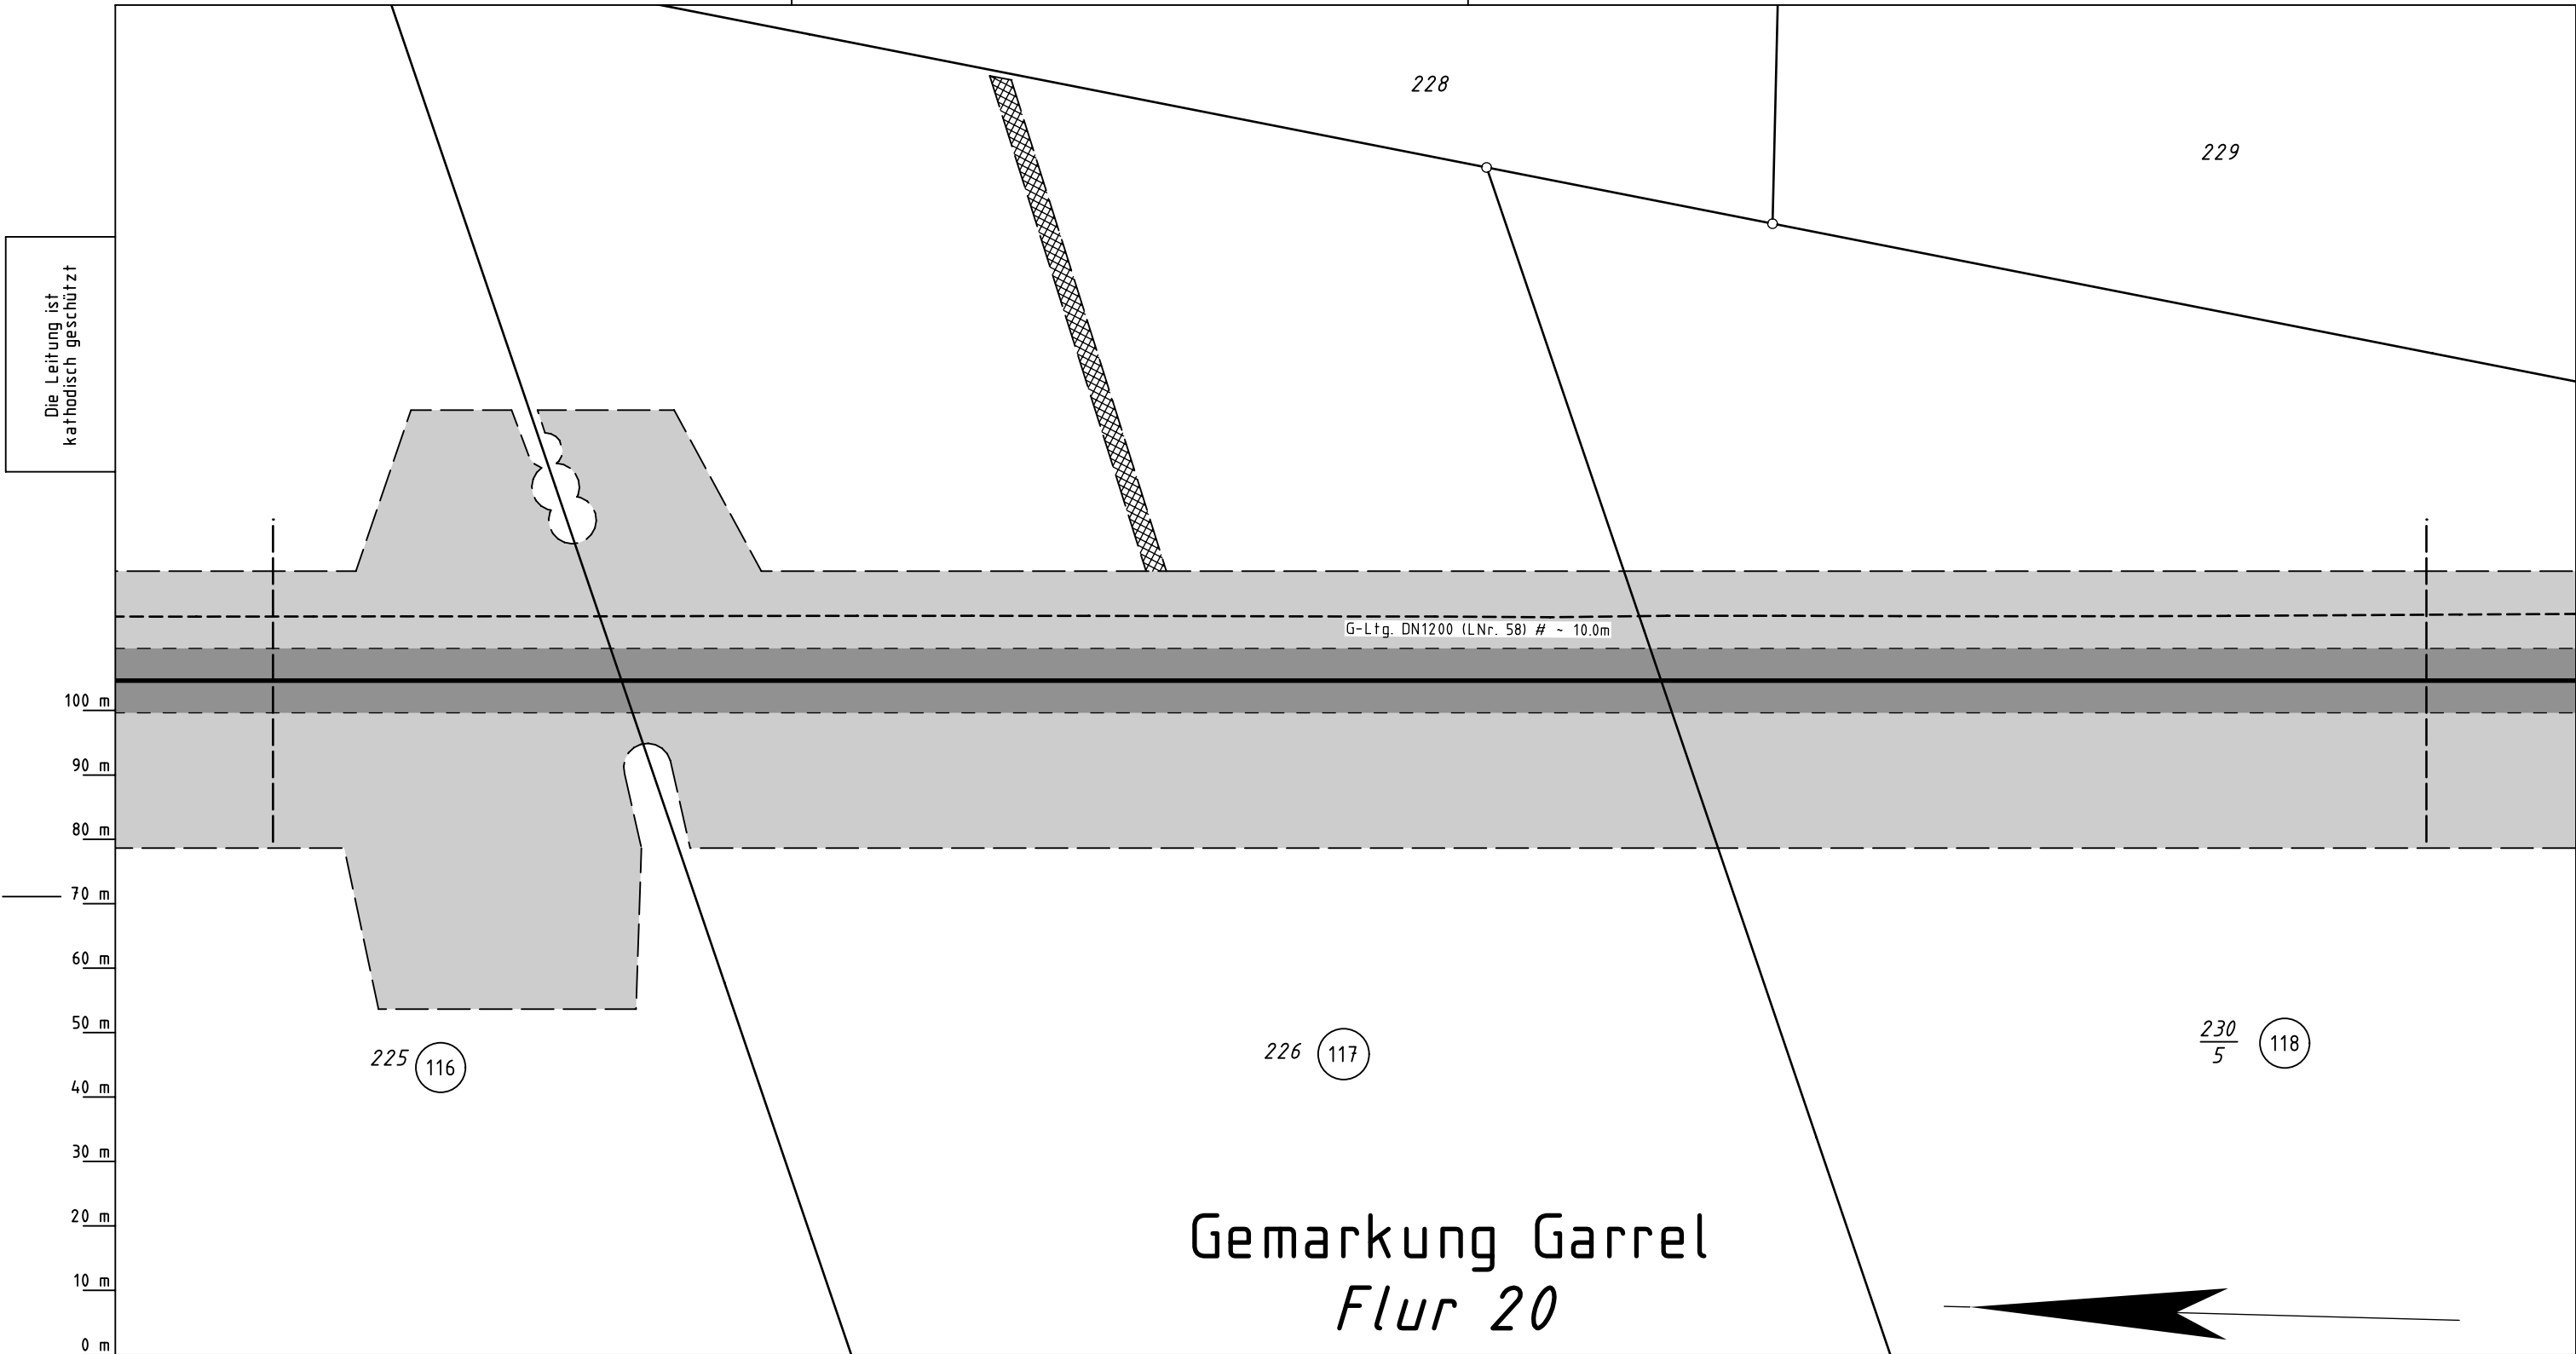 228
229
Die Leitung ist
kathodisch geschützt
G-Ltg. DN1200 (LNr. 58) # ~ 10.0m
100 m
90 m
80 m
70 m
60 m
50 m
40 m
30 m
20 m
10 m
0 m
225 116
226 117
230
5
118
Gemarkung Garrel
Flur 20